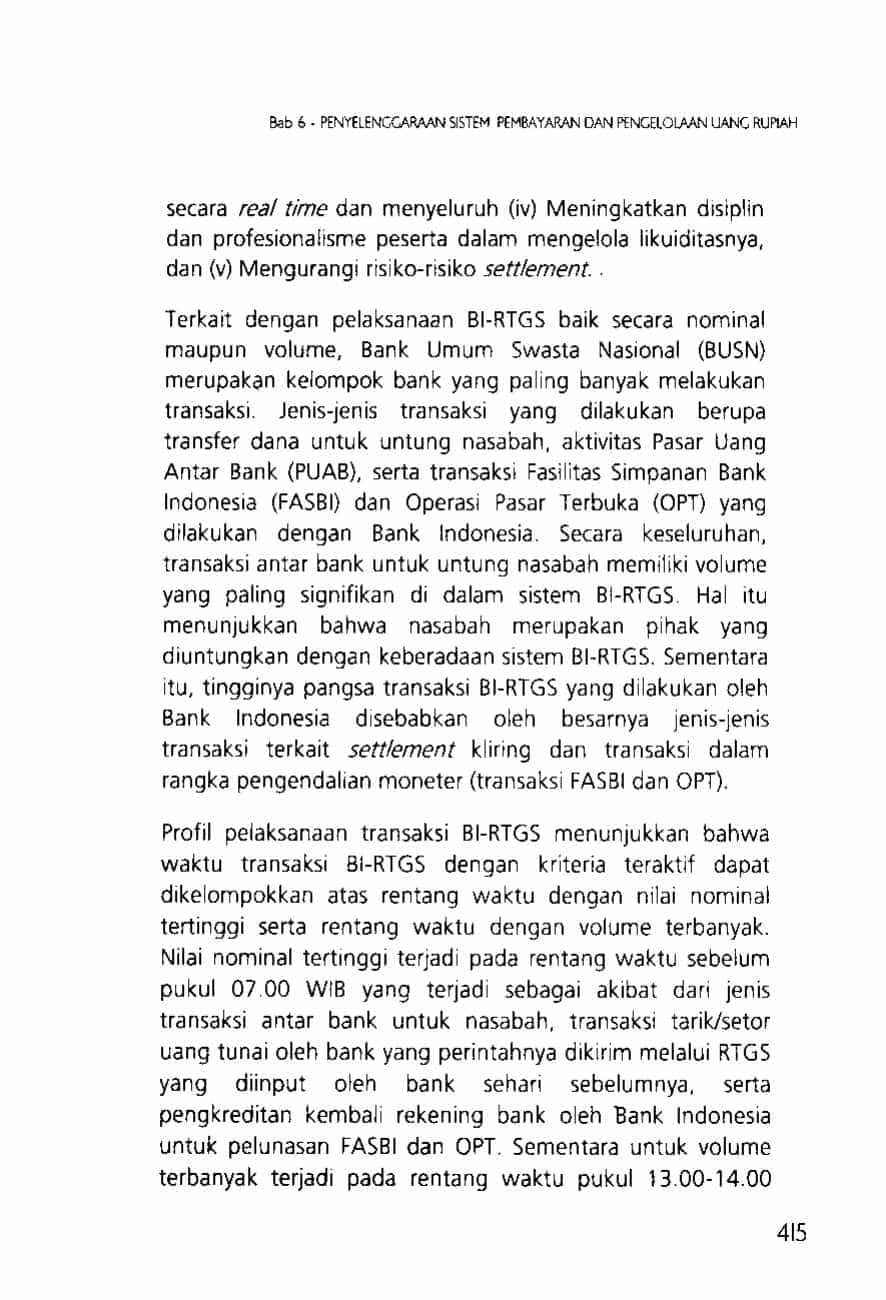 Bab 6 - PENYELENGGARAAN SISTEM PEMBAYARAN DAN PENGELOLAAN UANG RUPIAH
secara real time dan menyeluruh (iv) Meningkatkan disiplin
dan profesionalisme peserta dalam mengelola likuiditasnya,
dan (v) Mengurangi risiko-risiko settlement. .
Terkait dengan pelaksanaan BI-RTGS baik secara nominal
maupun volume, Bank Umum Swasta Nasional (BUSN)
merupakan kelompok bank yang paling banyak melakukan
transaksi. Jenis-jenis transaksi yang dilakukan berupa
transfer dana untuk untung nasabah, aktivitas Pasar Uang
Antar Bank (PUAB), serta transaksi Fasilitas Simpanan Bank
Indonesia (FASBI) dan Operasi Pasar Terbuka (OPT) yang
dilakukan dengan Bank Indonesia. Secara keseluruhan,
transaksi antar bank untuk untung nasabah memiliki volume
yang paling signifikan di dalam sistem BI-RTGS. Hal itu
menunjukkan bahwa nasabah merupakan pihak yang
diuntungkan dengan keberadaan sistem BI-RTGS. Sementara
itu, tingginya pangsa transaksi BI-RTGS yang dilakukan oleh
Bank Indonesia disebabkan oleh besarnya jenis-jenis
transaksi terkait settlement kliring dan transaksi dalam
rangka pengendalian moneter (transaksi FASBI dan OPT).
Profil pelaksanaan transaksi BI-RTGS menunjukkan bahwa
waktu transaksi BI-RTGS dengan kriteria teraktif dapat
dikelompokkan atas rentang waktu dengan nilai nominal
tertinggi serta rentang waktu dengan volume terbanyak.
Nilai nominal tertinggi terjadi pada rentang waktu sebelum
pukul 07.00 WIB yang terjadi sebagai akibat dari jenis
transaksi antar bank untuk nasabah, transaksi tarik/setor
uang tunai oleh bank yang perintahnya dikirim melalui RTGS
yang diinput oleh bank sehari sebelumnya, serta
pengkreditan kembali rekening bank oleh Bank Indonesia
untuk pelunasan FASBI dan OPT. Sementara untuk volume
terbanyak terjadi pada rentang waktu pukul 13.00-14.00
415